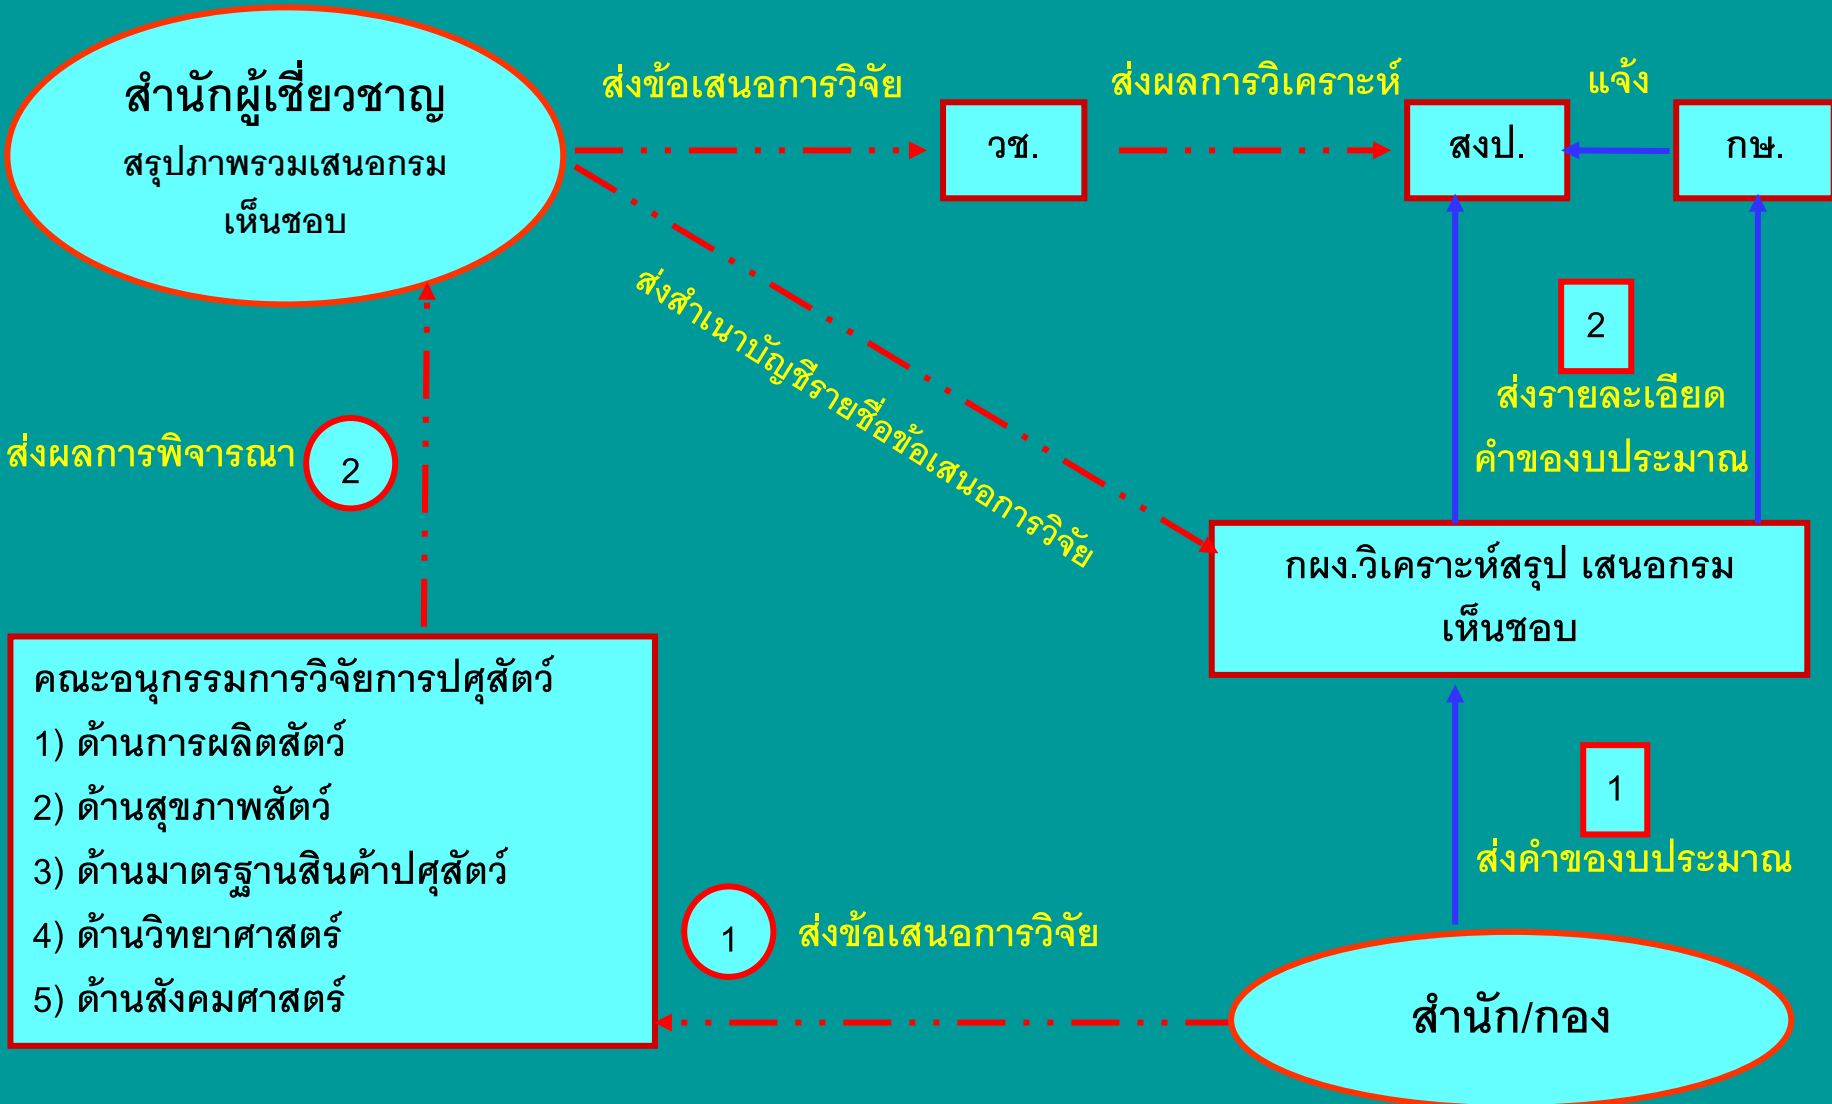 สำนักผู้เชี่ยวชาญ
สรุปภาพรวมเสนอกรม
เห็นชอบ
ส่งข้อเสนอการวิจัย
วช.
ส่งผลการวิเคราะห์
สงป.
แจ้ง
กษ.
ส่งสำเนาบัญชีรายชื่อข้อเสนอการวิจัย
2
ส่งรายละเอียด
คำของบประมาณ
ส่งผลการพิจารณา
2
กผง.วิเคราะห์สรุป เสนอกรม
เห็นชอบ
คณะอนุกรรมการวิจัยการปศุสัตว์
1) ด้านการผลิตสัตว์
2) ด้านสุขภาพสัตว์
3) ด้านมาตรฐานสินค้าปศุสัตว์
4) ด้านวิทยาศาสตร์
5) ด้านสังคมศาสตร์
1
ส่งคำของบประมาณ
1
ส่งข้อเสนอการวิจัย
สำนัก/กอง